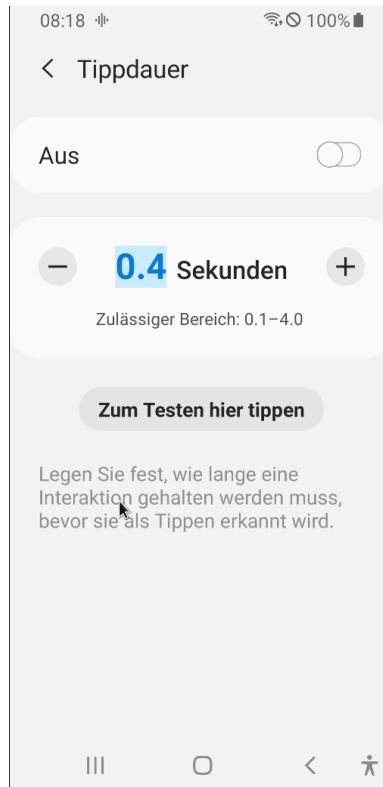 08:18 100%
Tippdauer
Aus
0.4 Sekunden
Zulässiger Bereich: 0.1–4.0
Zum Testen hier tippen
Legen Sie fest, wie lange eine
Interaktion gehalten werden muss,
bevor sie als Tippen erkannt wird.